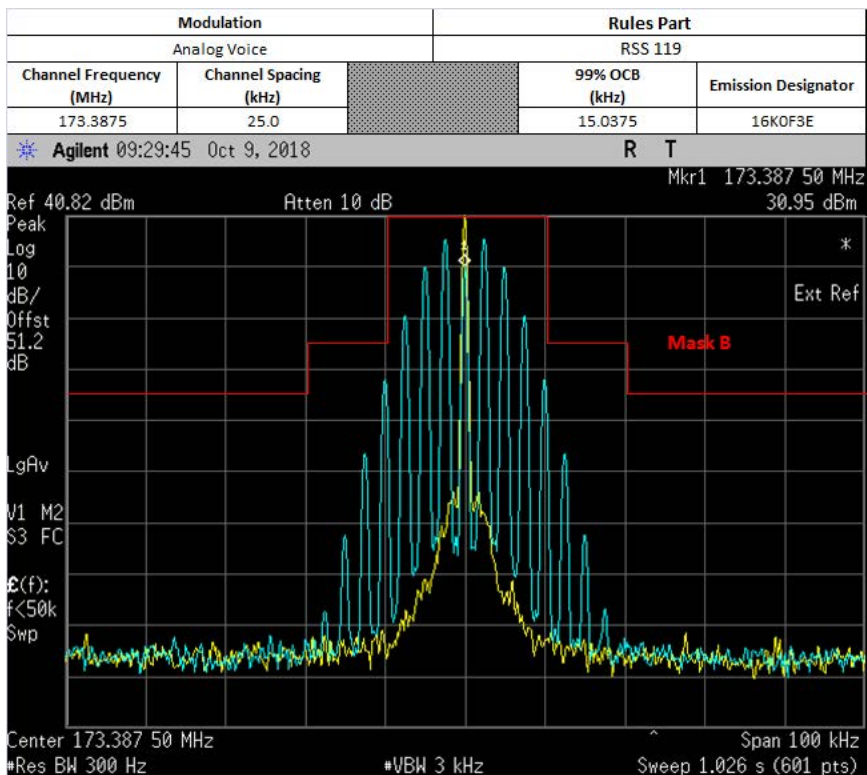 Modulation Rules Part
Analog Voice RSS 119
Channel Frequency (MHz) Channel Spacing (kHz) 99% OCB (kHz) Emission Designator
173.3875 25.0 15.0375 16K0F3E
Agilent 09:29:45 Oct 9, 2018 R T
Mkr1 173.387 50 MHz
Ref 40.82 dBm Atten 10 dB 30.95 dBm
Peak
Log
10
dB/
Offst
51.2
dB
*
Ext Ref
Mask B
1
LgAv
V1 M2
S3 FC
£(f):
f<50k
Swp
Center 173.387 50 MHz ^ Span 100 kHz
#Res BW 300 Hz #VBW 3 kHz Sweep 1.026 s (601 pts)